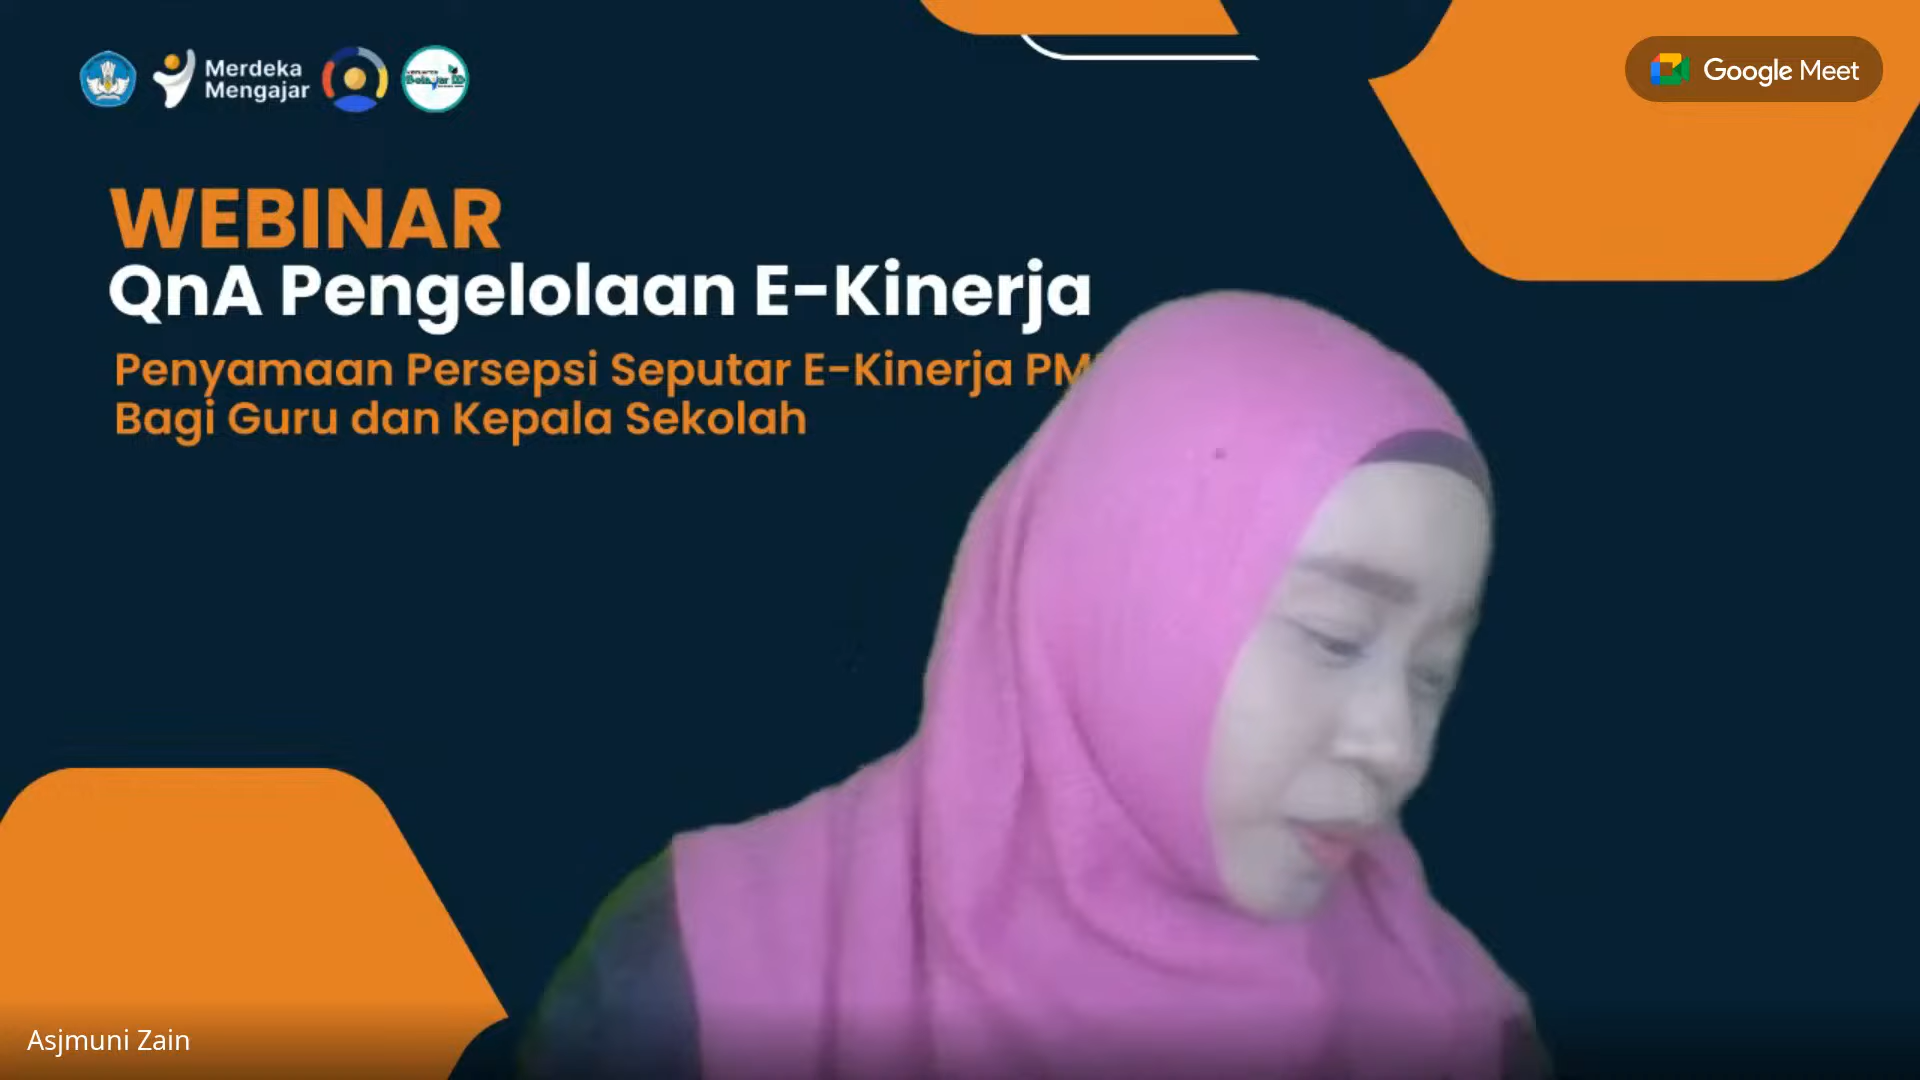 Merdeka
Mengajar
Google Meet
WEBINAR
QnA Pengelolaan E-Kinerja
Penyamaan Persepsi Seputar E-Kinerja
Bagi Guru dan Kepala Sekolah
Asjmuni Zain